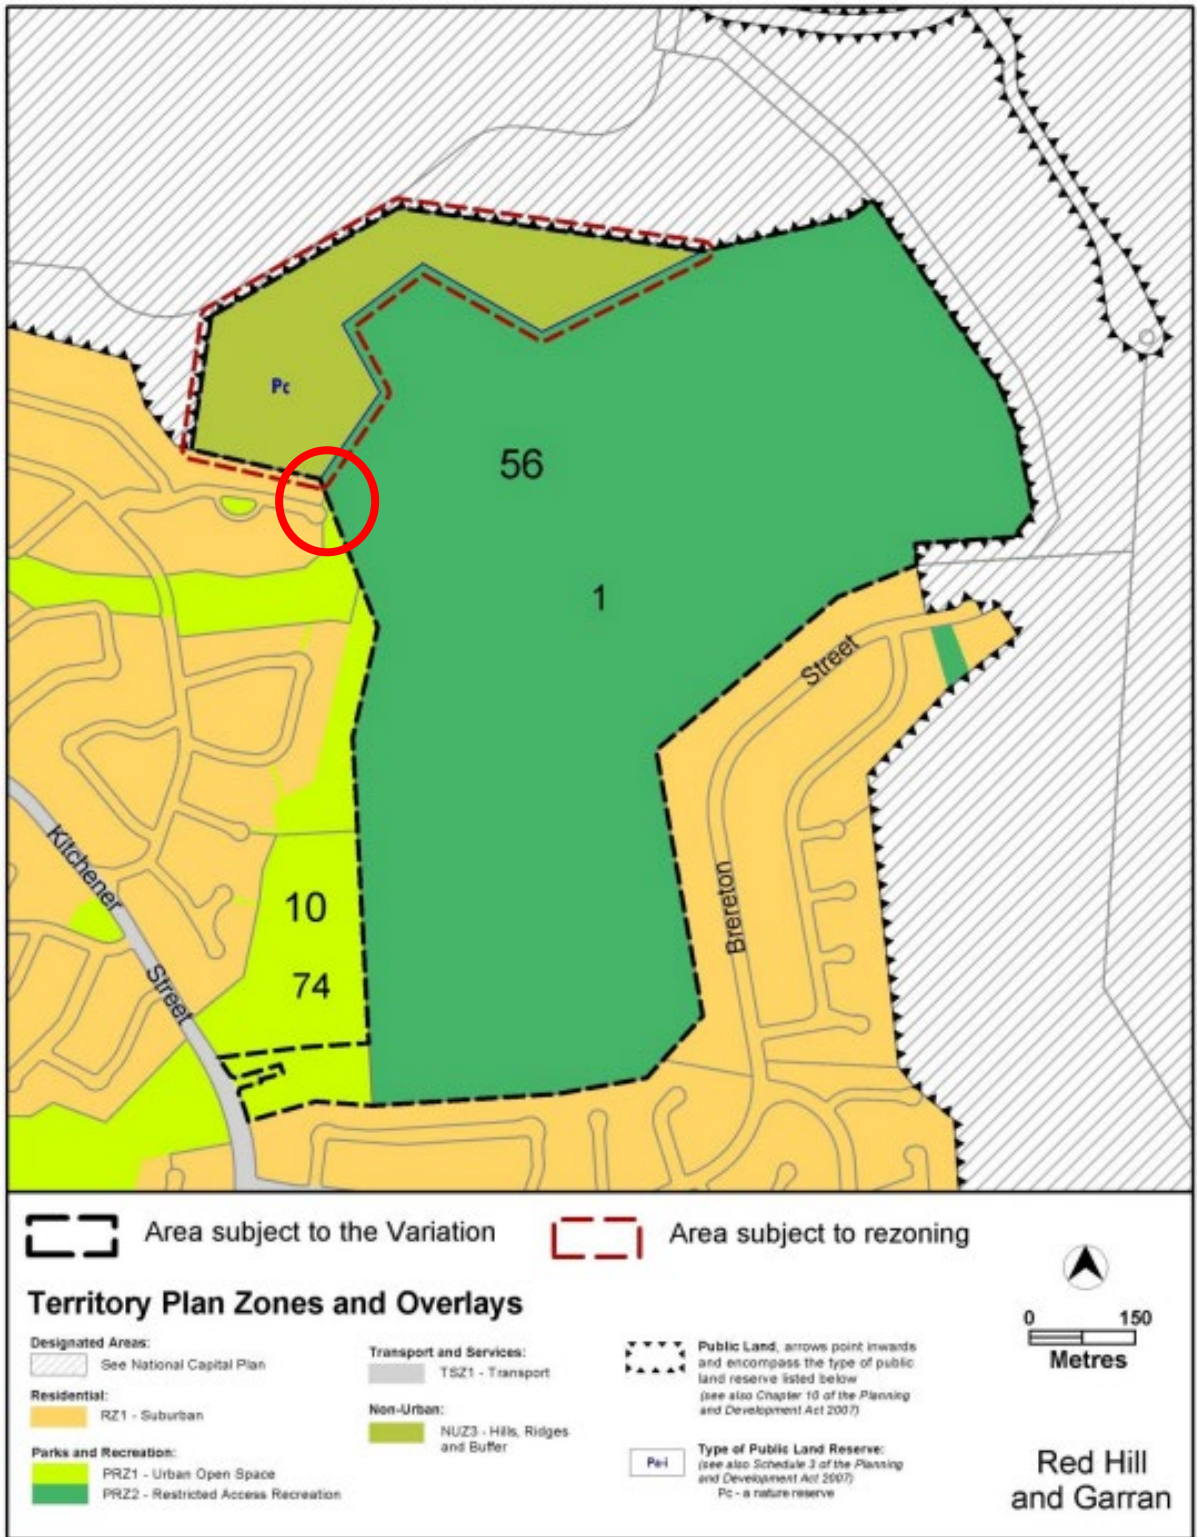 Pc
56
1
Street
Kitchener
Street
Brereton
10
74
Area subject to the Variation
Area subject to rezoning
Territory Plan Zones and Overlays
Designated Areas:
See National Capital Plan
Residential:
RZ1 - Suburban
Parks and Recreation:
PRZ1 - Urban Open Space
PRZ2 - Restricted Access Recreation
Transport and Services:
TSZ1 - Transport
Non-Urban:
NUZ3 - Hills, Ridges
and Buffer
Public Land, arrows point inwards
and encompass the type of public
land reserve listed below
(see also Chapter 10 of the Planning
and Development Act 2007)
Pe-i
Type of Public Land Reserve:
(see also Schedule 3 of the Planning
and Development Act 2007)
Pc - a nature reserve
0 150
Metres
Red Hill
and Garran